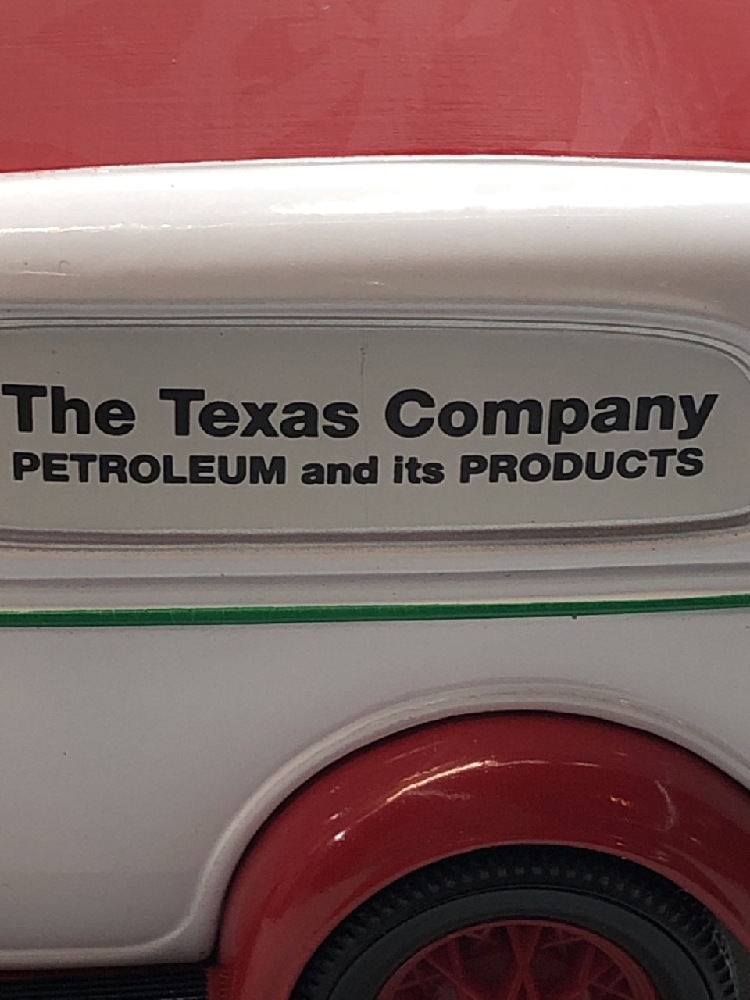 The Texas Company
PETROLEUM and its PRODUCTS